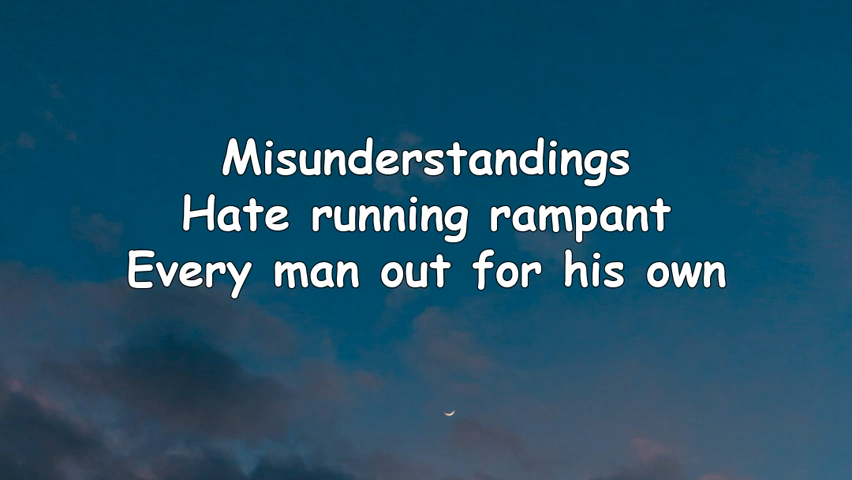 Misunderstandings
Hate running rampant
Every man out for his own